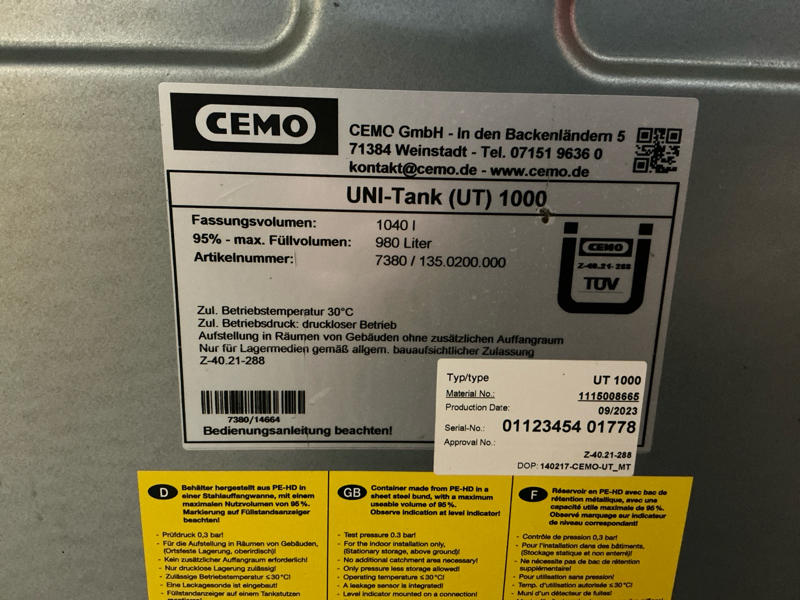 CEMO
CEMO GmbH - In den Backenländern 5
71384 Weinstadt - Tel. 07151 9636 0
kontakt@cemo.de - www.cemo.de
UNI-Tank (UT) 1000
Fassungsvolumen: 1040 l
95% - max. Füllvolumen: 980 Liter
Artikelnummer: 7380 / 135.0200.000
CEMO
Z-40.21-288
TÜV
Zul. Betriebstemperatur 30°C
Zul. Betriebsdruck: druckloser Betrieb
Aufstellung in Räumen von Gebäuden ohne zusätzlichen Auffangraum
Nur für Lagermedien gemäß allgem. bauaufsichtlicher Zulassung
Z-40.21-288
7380/14664
Bedienungsanleitung beachten!
Typ/type UT 1000
Material No.: 1115008665
Production Date: 09/2023
Serial-No.: 01123454 01778
Approval No.:
Z-40.21-288
DOP: 140217-CEMO-UT_MT
D
Behälter hergestellt aus PE-HD in
einer Stahlauffangwanne, mit einem
maximalen Nutzvolumen von 95 %.
Markierung auf Füllstandsanzeiger
beachten!
- Prüfdruck 0,3 bar!
- Für die Aufstellung in Räumen von Gebäuden,
(Ortsfeste Lagerung, oberirdisch)!
- Kein zusätzlicher Auffangraum erforderlich!
- Nur drucklose Lagerung zulässig!
- Zulässige Betriebstemperatur ≤30°C!
- Eine Leckagesonde ist eingebaut!
- Füllstandanzeiger auf einem Tankstutzen
GB
Container made from PE-HD in a
sheet steel bund, with a maximum
useable volume of 95 %.
Observe indication at level indicator!
- Test pressure 0.3 bar!
- For the indoor installation only,
(Stationary storage, above ground)!
- No additional catchment area necessary!
- Only pressure less storage allowed!
- Operating temperature ≤30°C!
- A leakage sensor is integrated!
- Level indicator mounted on a connection!
F
Réservoir en PE-HD avec bac de
rétention métallique, avec une
capacité utile maximale de 95%.
Observé marquage sur indicateur
de niveau correspondant!
- Contrôle de pression 0,3 bar!
- Pour l'installation dans des bâtiments,
(Stockage statique et non enterré)!
- Ne nécessite pas de bac de rétention
supplémentaire!
- Pour utilisation sans pression!
- Temp. d'utilisation autorisée ≤30°C!
- Muni d'un détecteur de fuites!